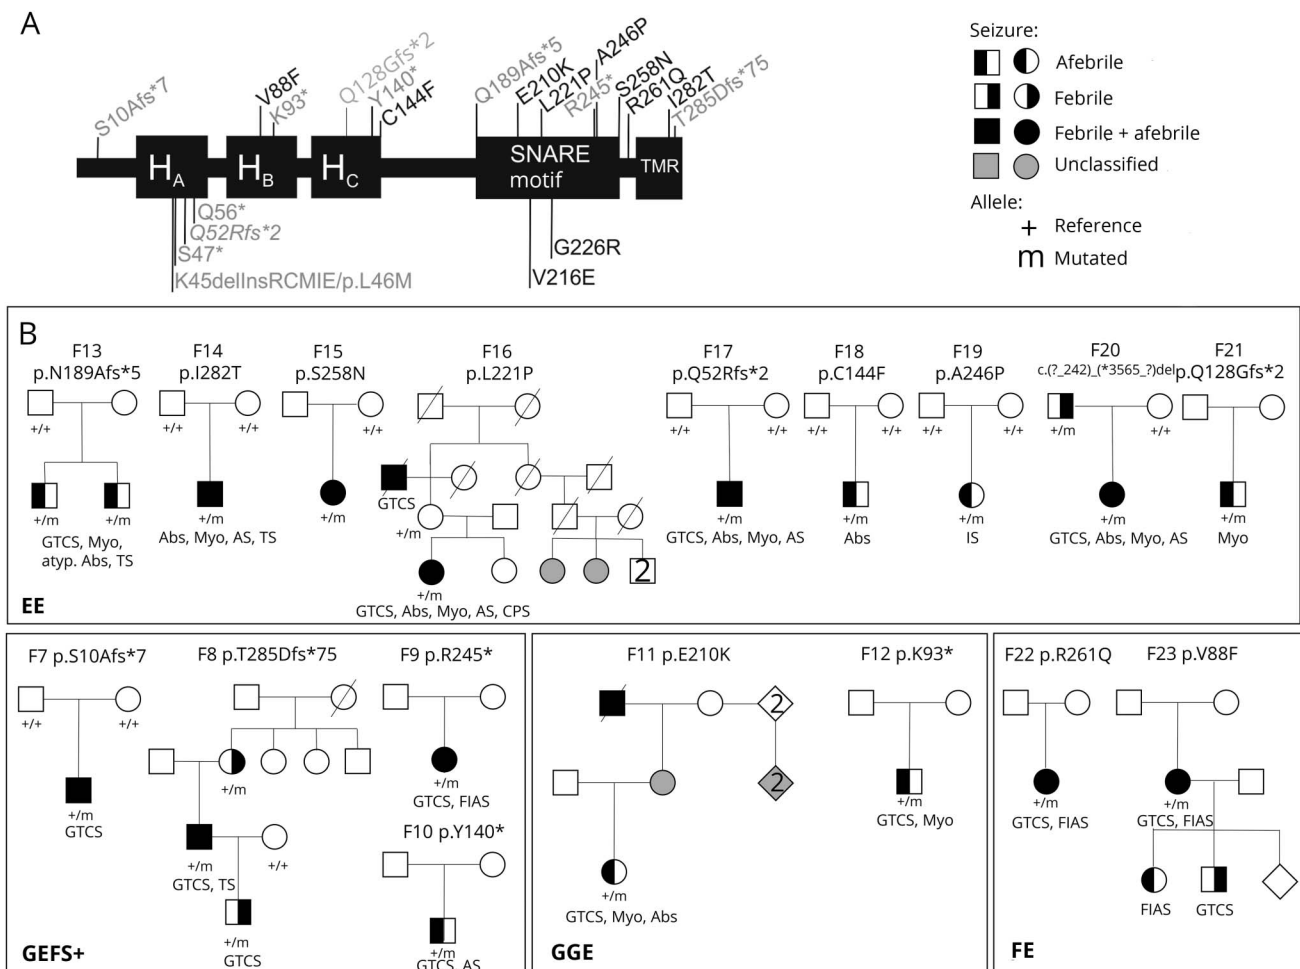 A
S10Afs*7
V88F
K93*
Q128Gfs*2
Y140*
C144F
Q189Afs*5
E210K
L221P
R245*
A246P
S258N
R261Q
I282T
T285Dfs*75
HA
HB
HC
SNARE
motif
TMR
Q56*
Q52Rfs*2
S47*
K45delInsRCMIE/p.L46M
G226R
V216E
Seizure:
Afebrile
Febrile
Febrile + afebrile
Unclassified
Allele:
+ Reference
m Mutated
B
F13
p.N189Afs*5
+/+
+/m +/m
GTCS, Myo,
atyp. Abs, TS
F14
p.I282T
+/+ +/+
+/m
Abs, Myo, AS, TS
F15
p.S258N
+/+
+/m
F16
p.L221P
GTCS
+/m
2
+/m
GTCS, Abs, Myo, AS, CPS
F17
p.Q52Rfs*2
+/+ +/+
+/m
GTCS, Abs, Myo, AS
F18
p.C144F
+/+ +/+
+/m
Abs
F19
p.A246P
+/+ +/+
+/m
IS
F20
c.(?_242)_(*3565_?)del
+/m +/+
+/m
GTCS, Abs, Myo, AS
F21
p.Q128Gfs*2
+/m
Myo
EE
F7 p.S10Afs*7
+/+ +/+
+/m
GTCS
F8 p.T285Dfs*75
+/m
+/m +/+
GTCS, TS
+/m
GTCS
F9 p.R245*
+/m
GTCS, FIAS
F10 p.Y140*
+/m
GTCS, AS
GEFS+
F11 p.E210K
2
2
+/m
GTCS, Myo, Abs
F12 p.K93*
+/m
GTCS, Myo
GGE
F22 p.R261Q
+/m
GTCS, FIAS
F23 p.V88F
+/m
GTCS, FIAS
FIAS GTCS
FE